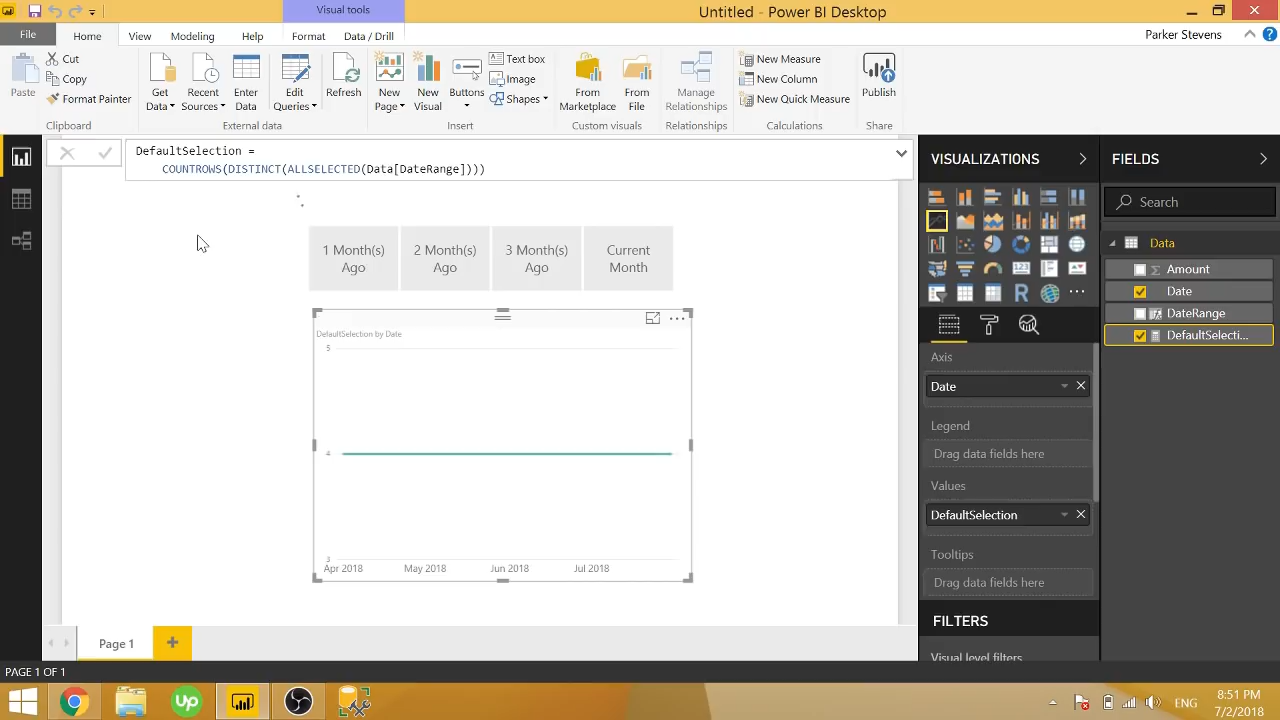 Visual tools
Untitled - Power BI Desktop
File
Home
View
Modeling
Help
Format
Data / Drill
Parker Stevens
Paste
Cut
Copy
Format Painter
Clipboard
Get
Data
Recent
Sources
Enter
Data
Edit
Queries
Refresh
External data
New
Page
New
Visual
Buttons
Text box
Image
Shapes
Insert
From
Marketplace
From
File
Custom visuals
Manage
Relationships
Relationships
New Measure
New Column
New Quick Measure
Calculations
Publish
Share
DefaultSelection =
COUNTROWS(DISTINCT(ALLSELECTED(Data[DateRange])))
1 Month(s)
Ago
2 Month(s)
Ago
3 Month(s)
Ago
Current
Month
DefaultSelection by Date
5
4
3
Apr 2018
May 2018
Jun 2018
Jul 2018
VISUALIZATIONS
R
Axis
Date
Legend
Drag data fields here
Values
DefaultSelection
Tooltips
Drag data fields here
FILTERS
Visual level filters
FIELDS
Search
Data
Σ Amount
Date
DateRange
DefaultSelecti...
Page 1
PAGE 1 OF 1
Up
ENG
8:51 PM
7/2/2018